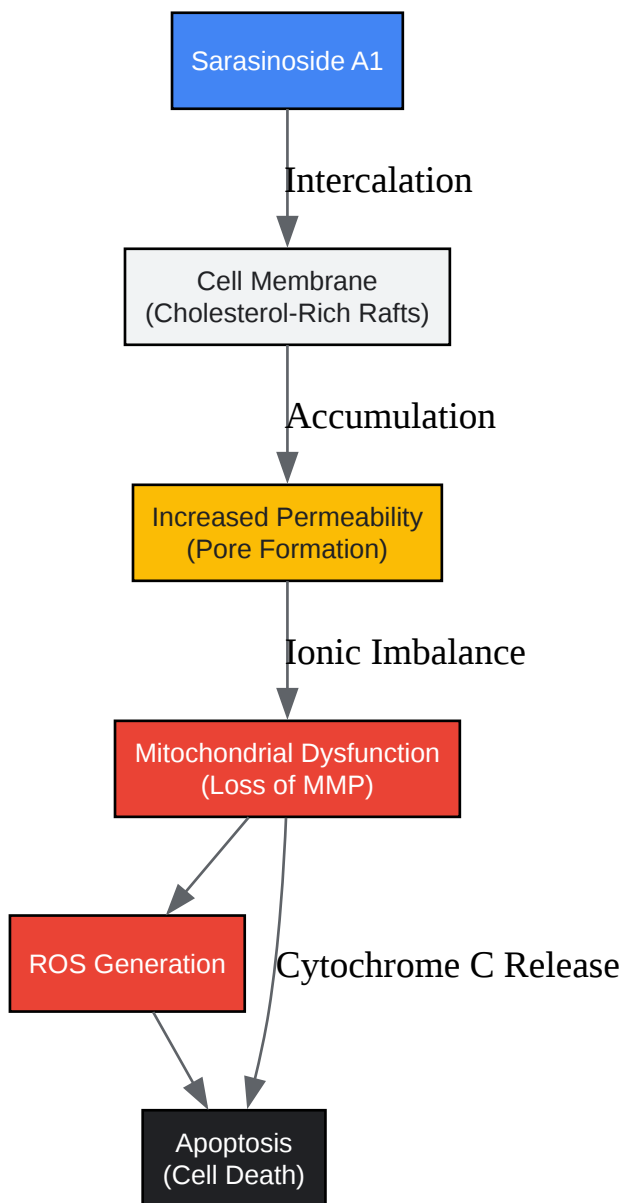 Sarasinoside A1
Intercalation
Cell Membrane
(Cholesterol-Rich Rafts)
Accumulation
Increased Permeability
(Pore Formation)
Ionic Imbalance
Mitochondrial Dysfunction
(Loss of MMP)
ROS Generation
Cytochrome C Release
Apoptosis
(Cell Death)